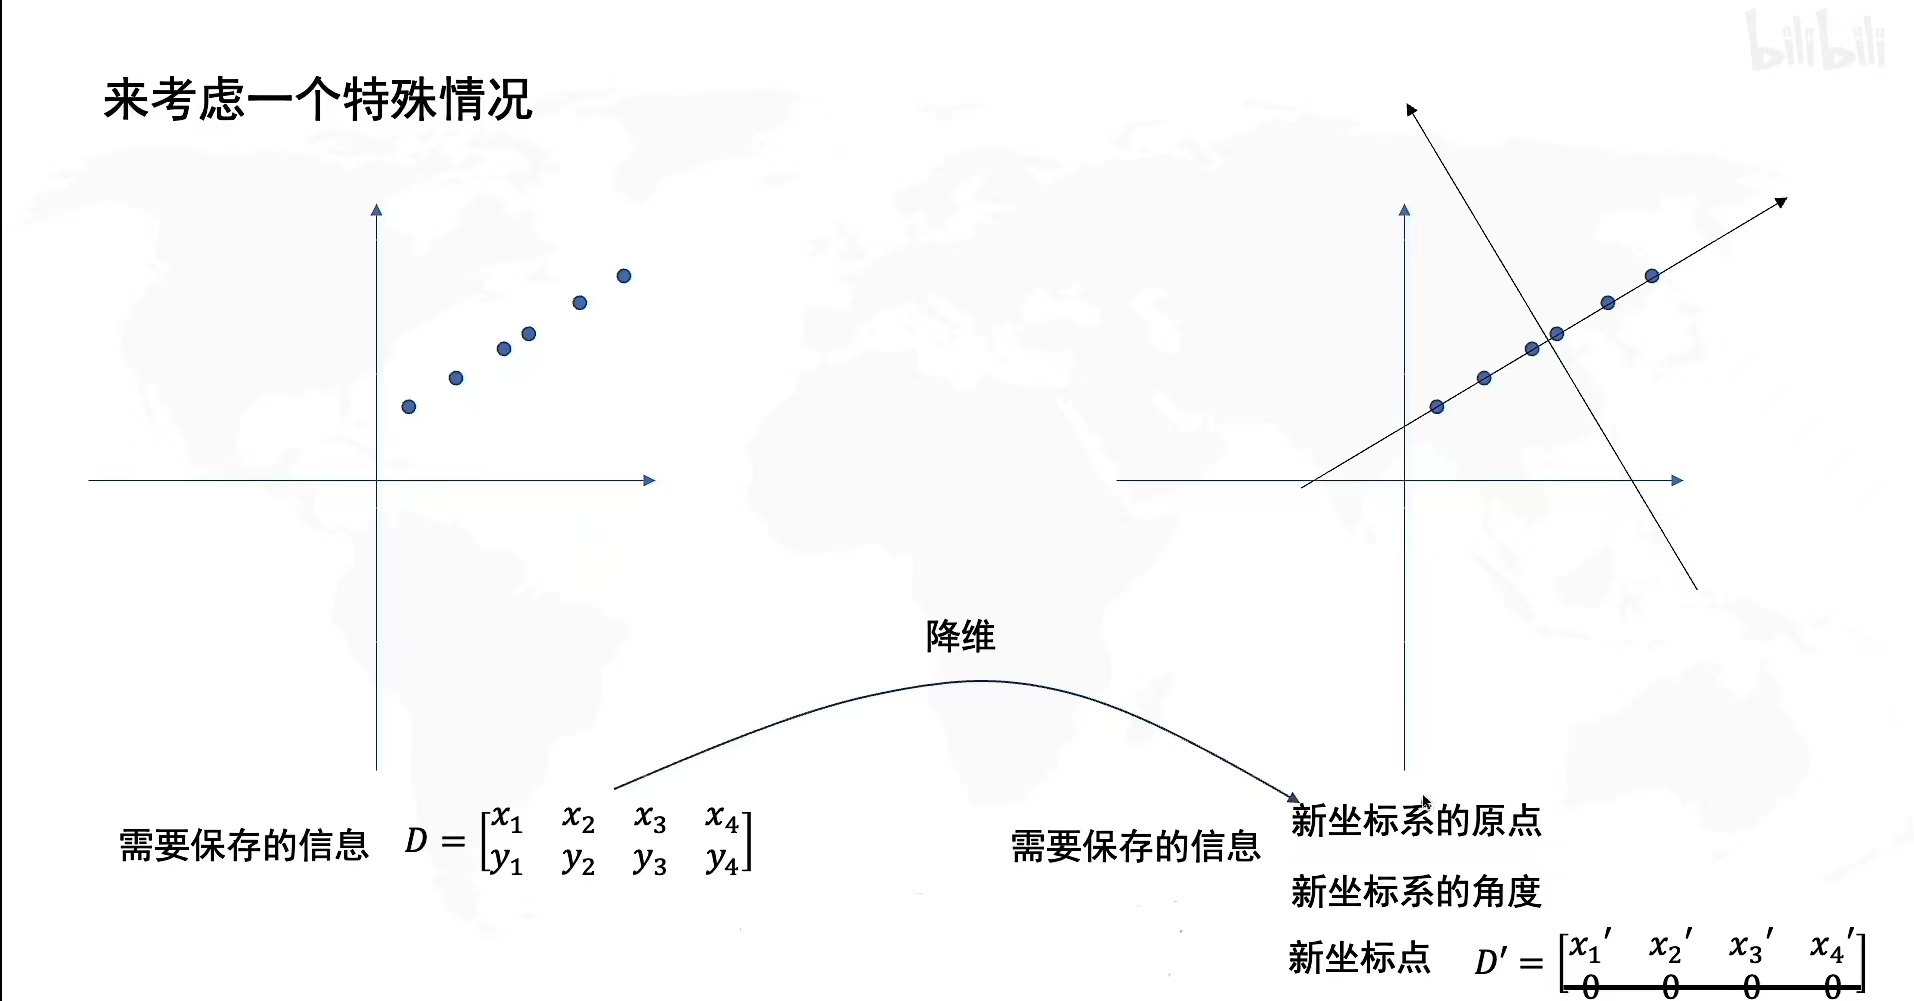 bilibili
来考虑一个特殊情况
降维
需要保存的信息 D = [x₁ x₂ x₃ x₄
y₁ y₂ y₃ y₄]
需要保存的信息
新坐标系的原点
新坐标系的角度
新坐标点 D′ = [x₁′ x₂′ x₃′ x₄′
0 0 0 0]